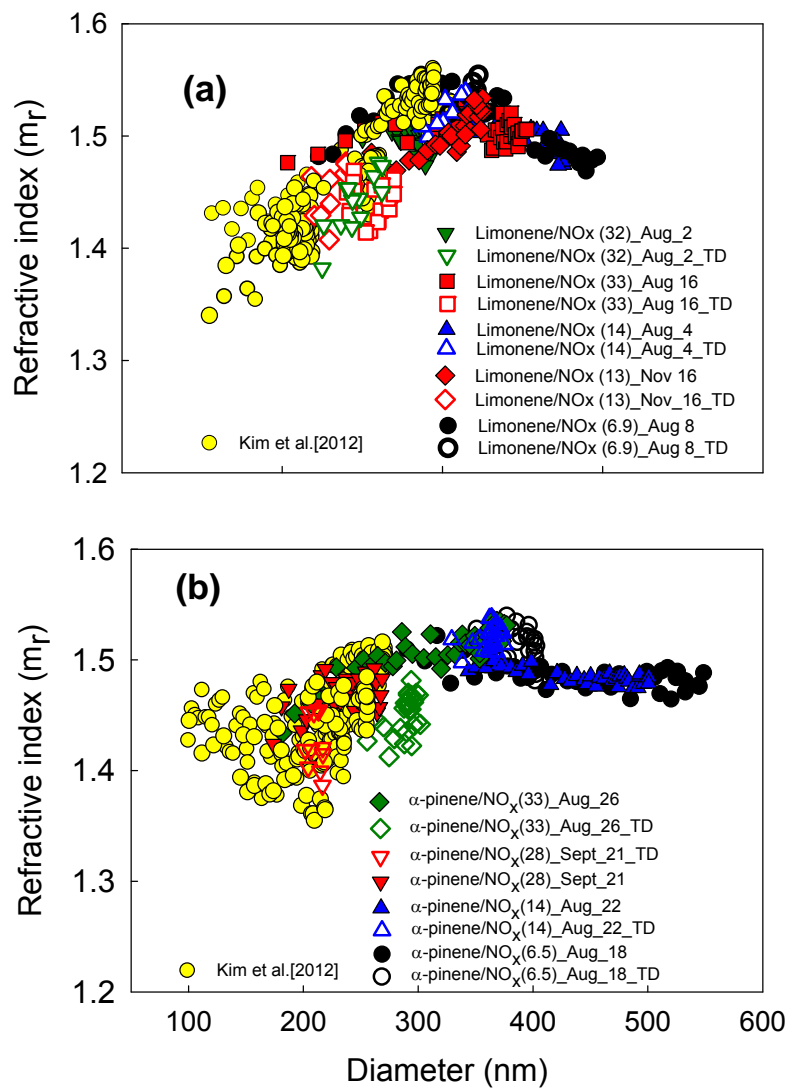 1.6
(a)
1.5
1.4
1.3
1.2
Refractive index (mr)
Limonene/NOx (32)_Aug_2
Limonene/NOx (32)_Aug_2_TD
Limonene/NOx (33)_Aug 16
Limonene/NOx (33)_Aug 16_TD
Limonene/NOx (14)_Aug_4
Limonene/NOx (14)_Aug_4_TD
Limonene/NOx (13)_Nov 16
Limonene/NOx (13)_Nov_16_TD
Limonene/NOx (6.9)_Aug 8
Limonene/NOx (6.9)_Aug 8_TD
Kim et al.[2012]
1.6
(b)
1.5
1.4
1.3
1.2
Refractive index (mr)
α-pinene/NOx(33)_Aug_26
α-pinene/NOx(33)_Aug_26_TD
α-pinene/NOx(28)_Sept_21_TD
α-pinene/NOx(28)_Sept_21
α-pinene/NOx(14)_Aug_22
α-pinene/NOx(14)_Aug_22_TD
α-pinene/NOx(6.5)_Aug_18
α-pinene/NOx(6.5)_Aug_18_TD
Kim et al.[2012]
100 200 300 400 500 600
Diameter (nm)